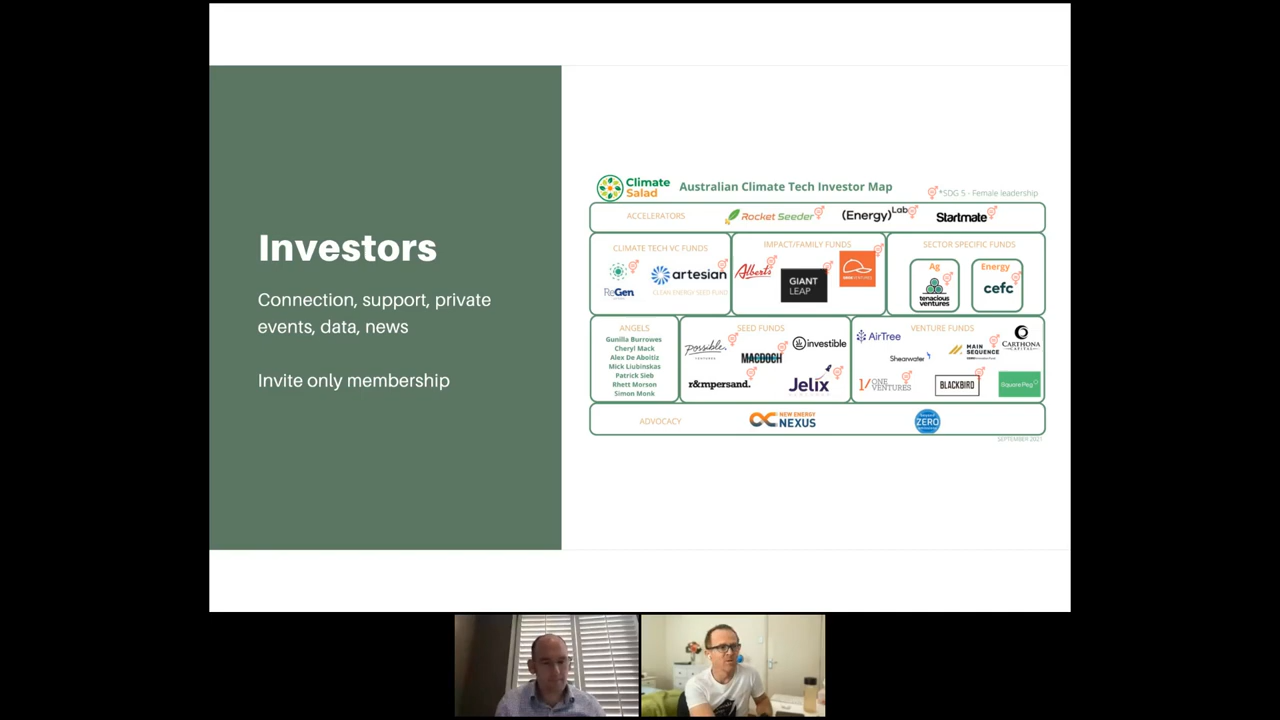 Investors
Connection, support, private
events, data, news
Invite only membership
Climate
Salad
Australian Climate Tech Investor Map
*SDG 5 - Female leadership
ACCELERATORS
Rocket Seeder
(Energy)Lab
Startmate
CLIMATE TECH VC FUNDS
ReGen
artesian
CLEAN ENERGY SEED FUND
IMPACT/FAMILY FUNDS
Alberts
GIANT
LEAP
SECTOR SPECIFIC FUNDS
Ag
tenacious
ventures
Energy
cefc
ANGELS
Gunilla Burrowes
Cheryl Mack
Alex De Aboitiz
Mick Liubinskas
Patrick Sieb
Rhett Morson
Simon Monk
SEED FUNDS
Possible
VENTURES
MACDOCH
investible
r&mpersand.
Jelix
VENTURES
VENTURE FUNDS
AirTree
Shearwater
MAIN
SEQUENCE
CARTHONA
CAPITAL
1/ ONE
VENTURES
BLACKBIRD
Square Peg
ADVOCACY
NEW ENERGY
NEXUS
ZERO
SEPTEMBER 2021